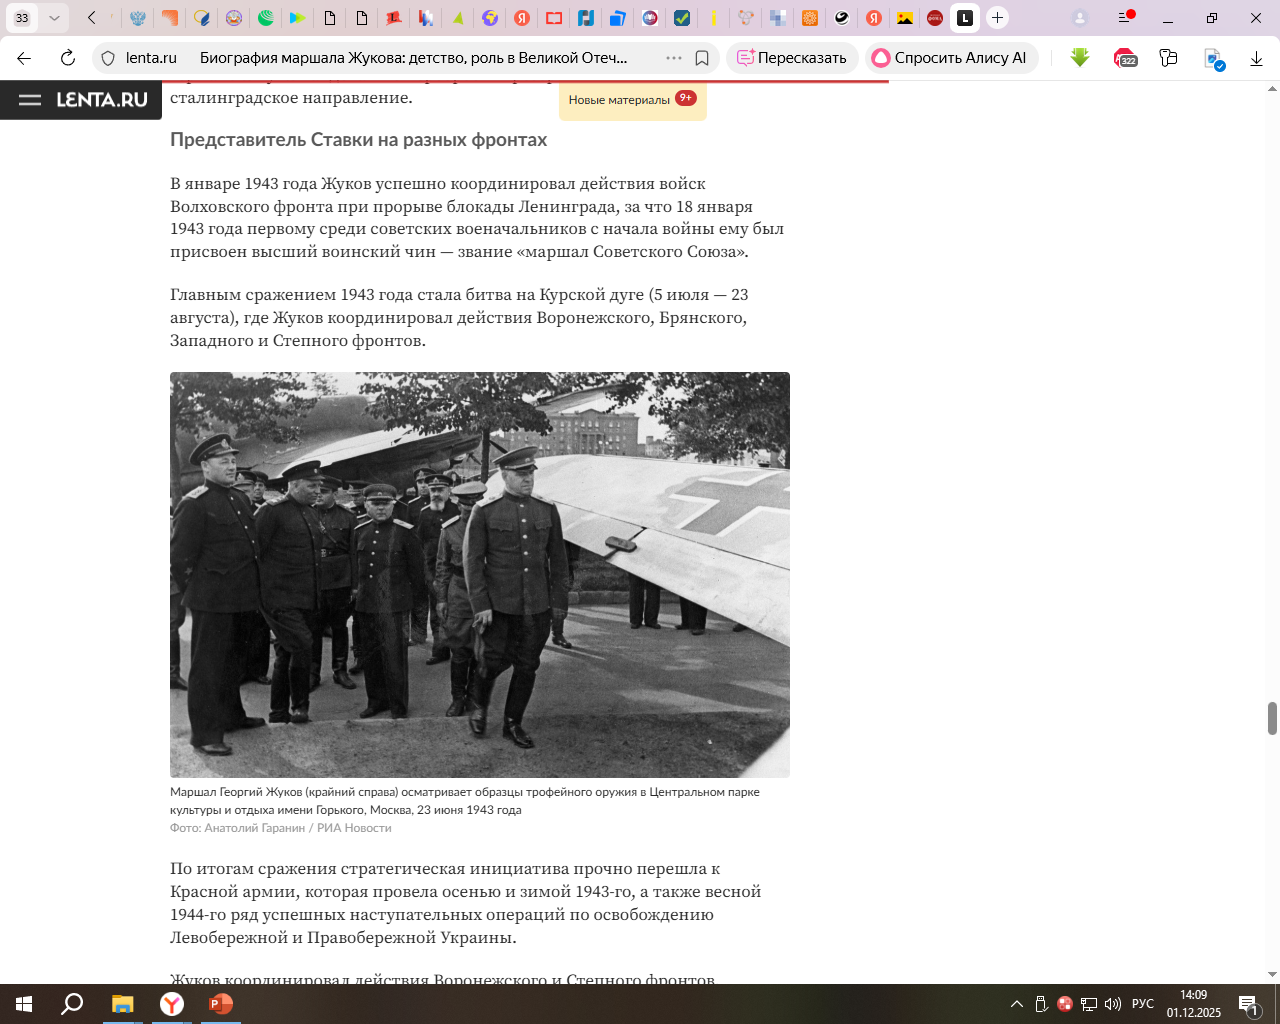 33
lenta.ru
Биография маршала Жукова: детство, роль в Великой Отеч...
Пересказать
Спросить Алису AI
322
LENTA.RU
сталинградское направление.
Новые материалы 9+
Представитель Ставки на разных фронтах
В январе 1943 года Жуков успешно координировал действия войск
Волховского фронта при прорыве блокады Ленинграда, за что 18 января
1943 года первому среди советских военачальников с начала войны ему был
присвоен высший воинский чин — звание «маршал Советского Союза».
Главным сражением 1943 года стала битва на Курской дуге (5 июля — 23
августа), где Жуков координировал действия Воронежского, Брянского,
Западного и Степного фронтов.
Маршал Георгий Жуков (крайний справа) осматривает образцы трофейного оружия в Центральном парке
культуры и отдыха имени Горького, Москва, 23 июня 1943 года
Фото: Анатолий Гаранин / РИА Новости
По итогам сражения стратегическая инициатива прочно перешла к
Красной армии, которая провела осенью и зимой 1943-го, а также весной
1944-го ряд успешных наступательных операций по освобождению
Левобережной и Правобережной Украины.
Жуков координировал действия Воронежского и Степного фронтов
РУС
14:09
01.12.2025
1